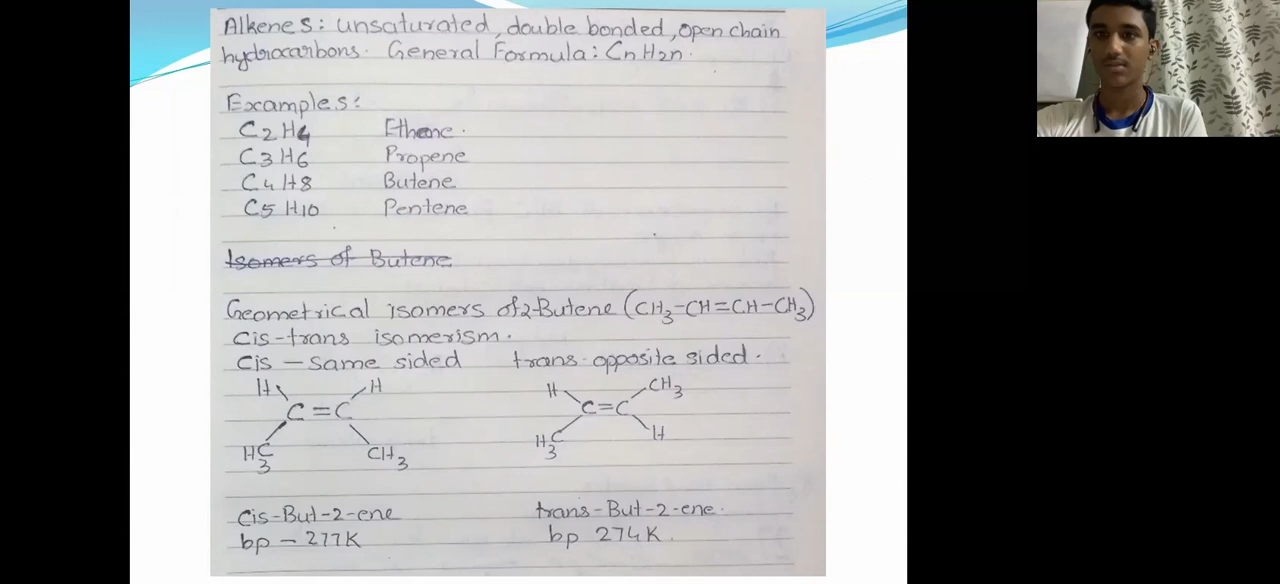 Alkenes: unsaturated, double bonded, open chain
hydrocarbons. General Formula: CnH2n.
Examples:
C2H4 Ethene.
C3H6 Propene
C4H8 Butene
C5H10 Pentene
Isomers of Butene
Geometrical isomers of 2-Butene (CH3-CH=CH-CH3)
Cis-trans isomerism.
Cis - same sided trans- opposite sided.
H H H CH3
C=C C=C
H3C CH3 H3C H
Cis-But-2-ene trans-But-2-ene.
bp - 277K bp 274K.